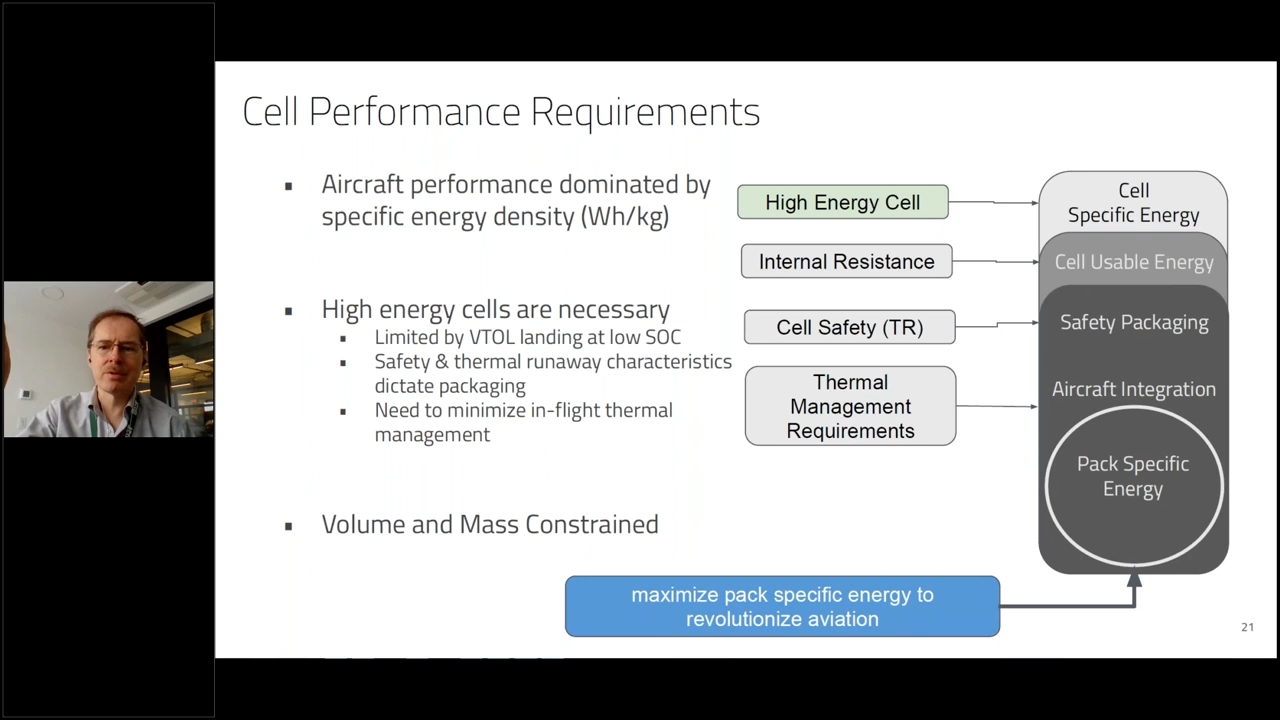 Cell Performance Requirements
▪ Aircraft performance dominated by
specific energy density (Wh/kg)
▪ High energy cells are necessary
▪ Limited by VTOL landing at low SOC
▪ Safety & thermal runaway characteristics
dictate packaging
▪ Need to minimize in-flight thermal
management
▪ Volume and Mass Constrained
High Energy Cell
Internal Resistance
Cell Safety (TR)
Thermal
Management
Requirements
Cell
Specific Energy
Cell Usable Energy
Safety Packaging
Aircraft Integration
Pack Specific
Energy
maximize pack specific energy to
revolutionize aviation
21